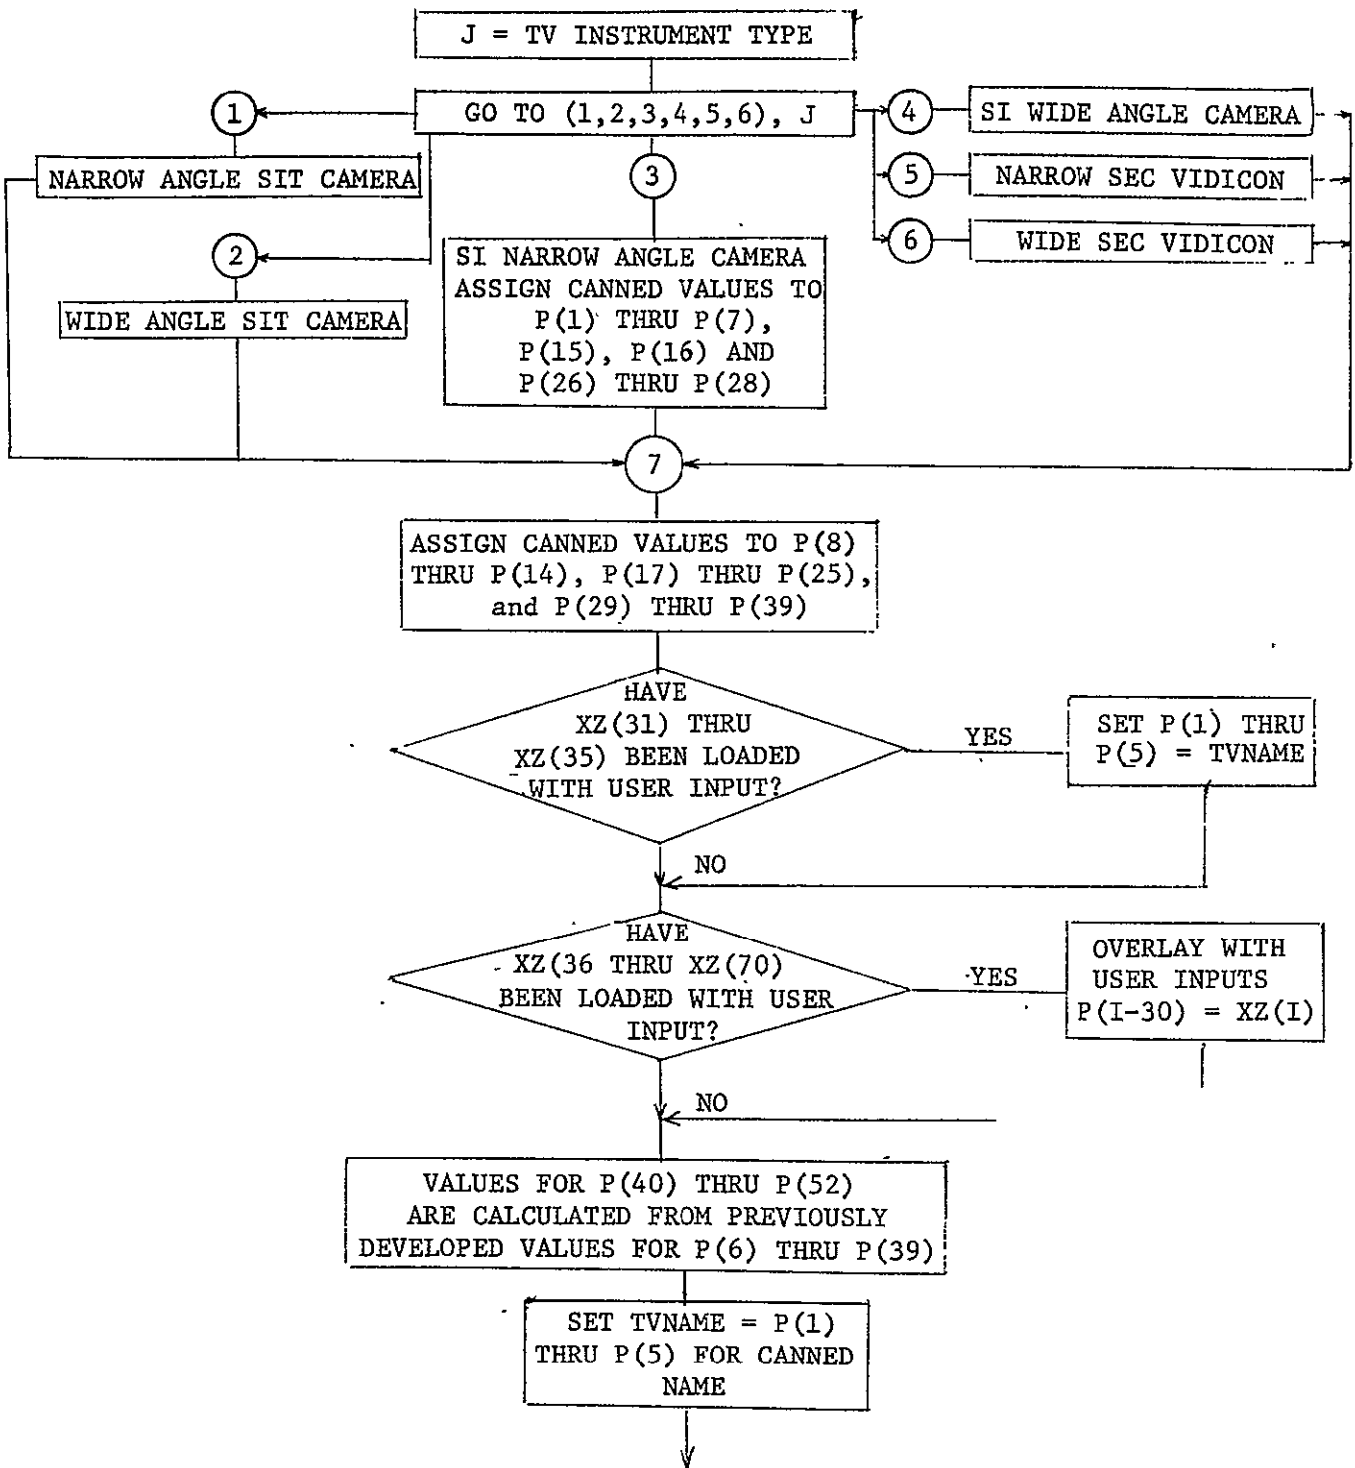 J = TV INSTRUMENT TYPE
GO TO (1,2,3,4,5,6), J
1
NARROW ANGLE SIT CAMERA
2
WIDE ANGLE SIT CAMERA
3
SI NARROW ANGLE CAMERA
ASSIGN CANNED VALUES TO
P(1) THRU P(7),
P(15), P(16) AND
P(26) THRU P(28)
4
SI WIDE ANGLE CAMERA
5
NARROW SEC VIDICON
6
WIDE SEC VIDICON
7
ASSIGN CANNED VALUES TO P(8)
THRU P(14), P(17) THRU P(25),
and P(29) THRU P(39)
HAVE
XZ(31) THRU
XZ(35) BEEN LOADED
WITH USER INPUT?
YES
SET P(1) THRU
P(5) = TVNAME
NO
HAVE
XZ(36 THRU XZ(70)
BEEN LOADED WITH USER
INPUT?
YES
OVERLAY WITH
USER INPUTS
P(I-30) = XZ(I)
NO
VALUES FOR P(40) THRU P(52)
ARE CALCULATED FROM PREVIOUSLY
DEVELOPED VALUES FOR P(6) THRU P(39)
SET TVNAME = P(1)
THRU P(5) FOR CANNED
NAME